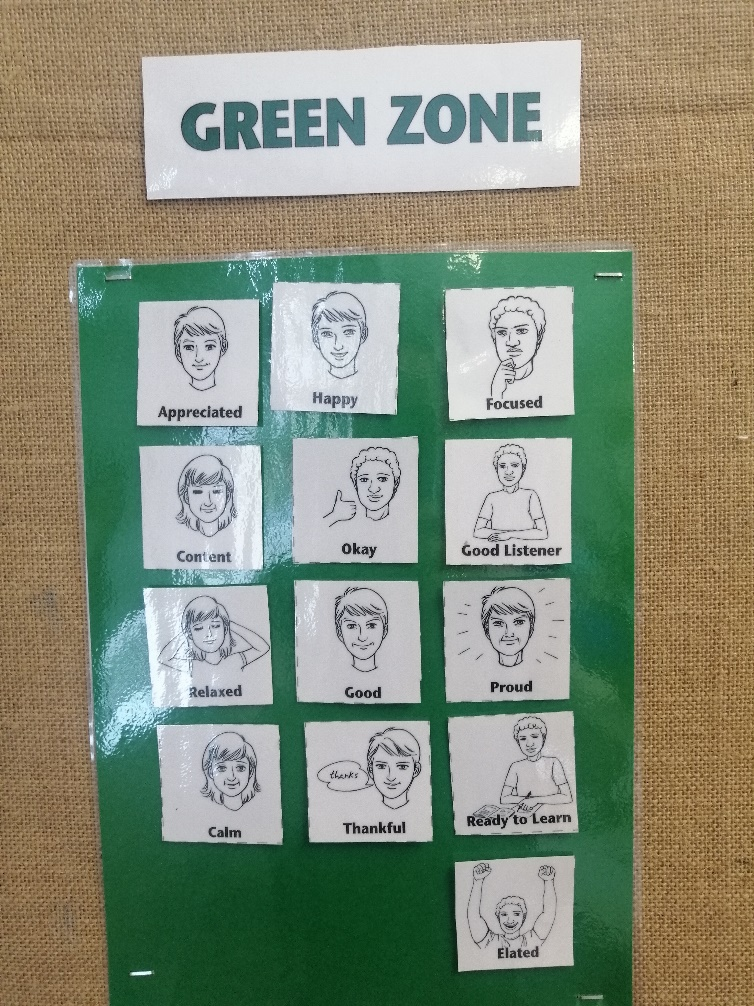 GREEN ZONE
Appreciated
Happy
Focused
Content
Okay
Good Listener
Relaxed
Good
Proud
Calm
thanks
Thankful
Ready to Learn
Elated